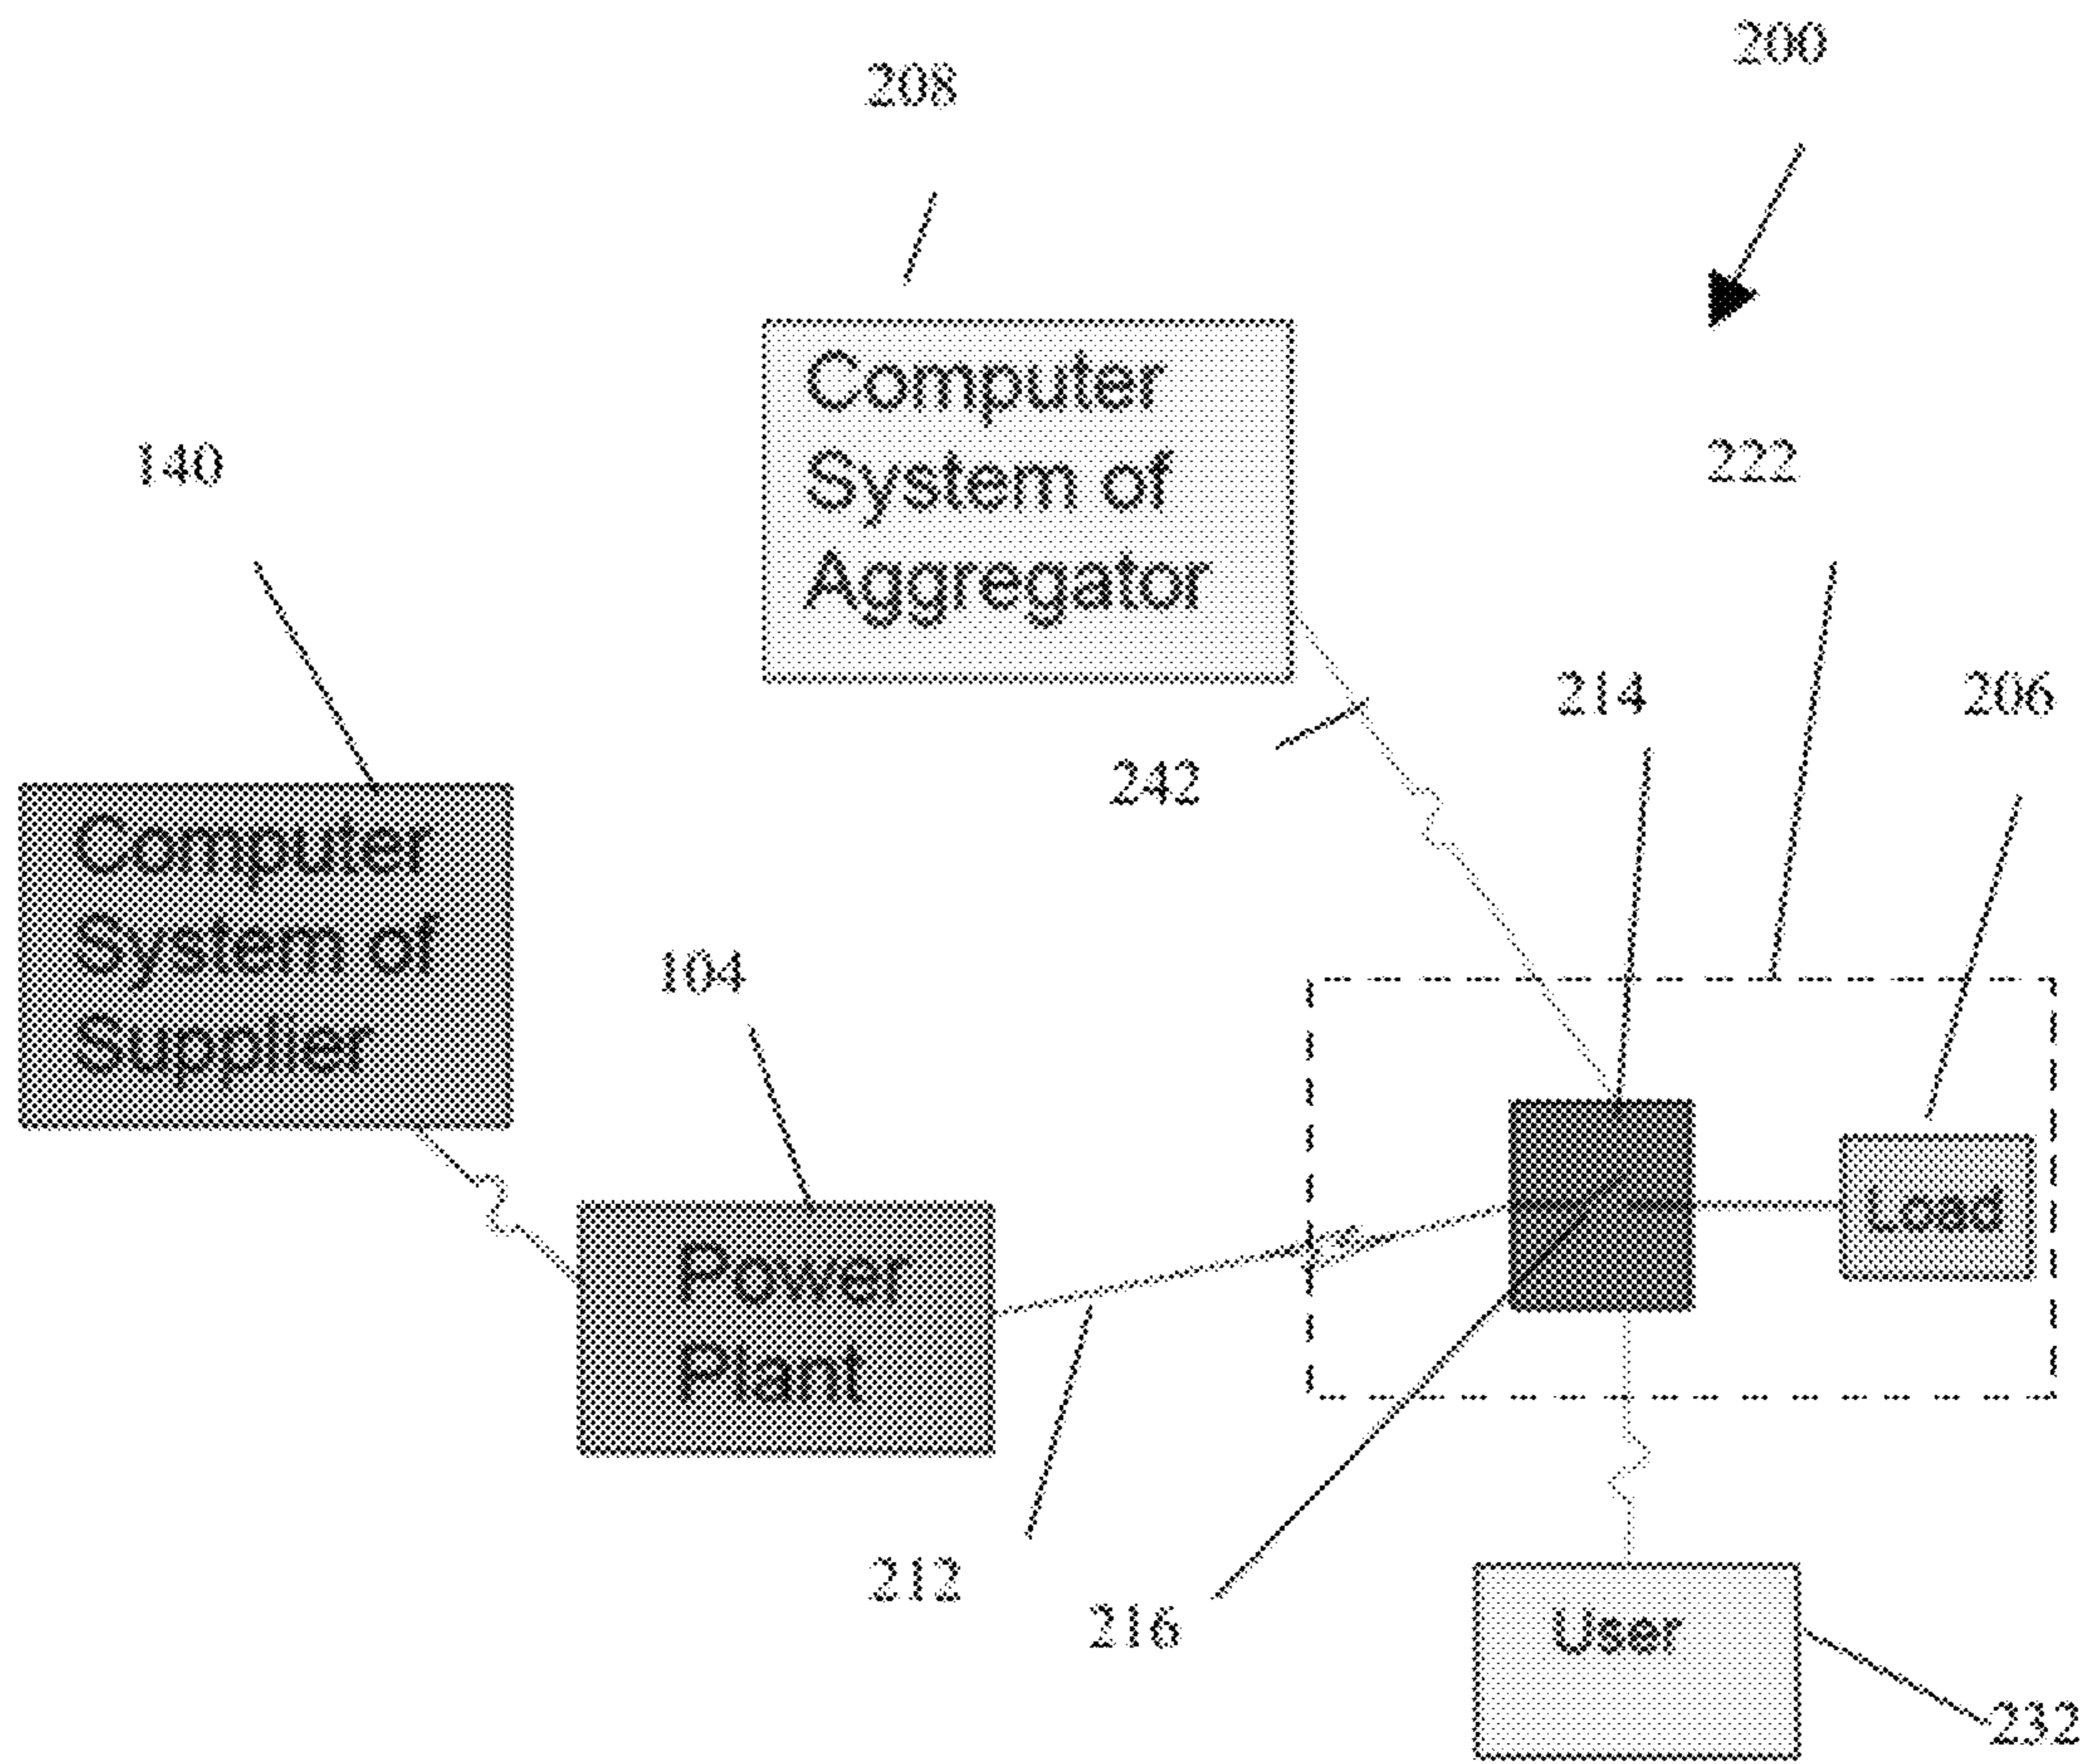 200
208
Computer
System of
Aggregator
222
140
214
206
242
Computer
System of
Supplier
104
Load
Power
Plant
212
216
User
232